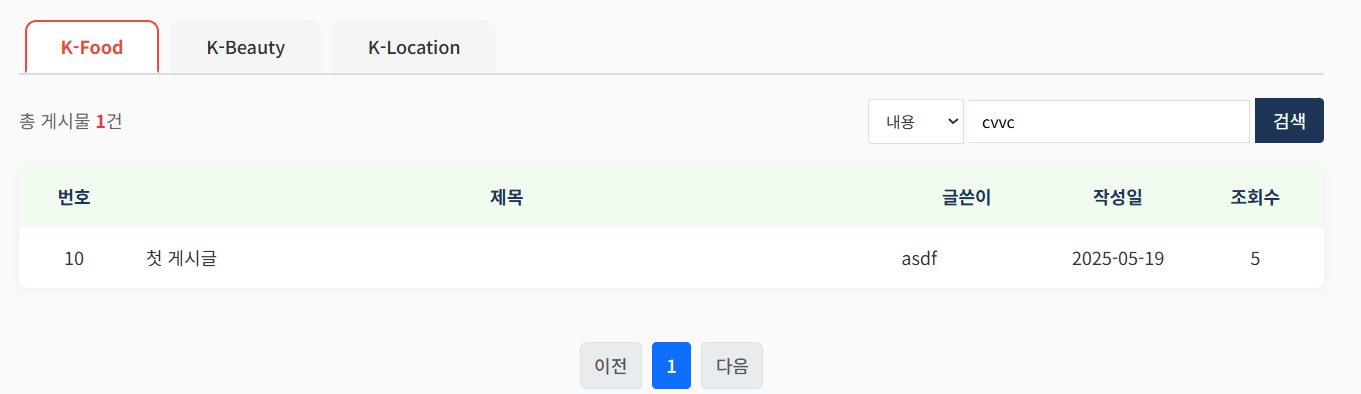 K-Food K-Beauty K-Location
총 게시물 1건 내용 cvvc 검색
번호 제목 글쓴이 작성일 조회수
10 첫 게시글 asdf 2025-05-19 5
이전 1 다음